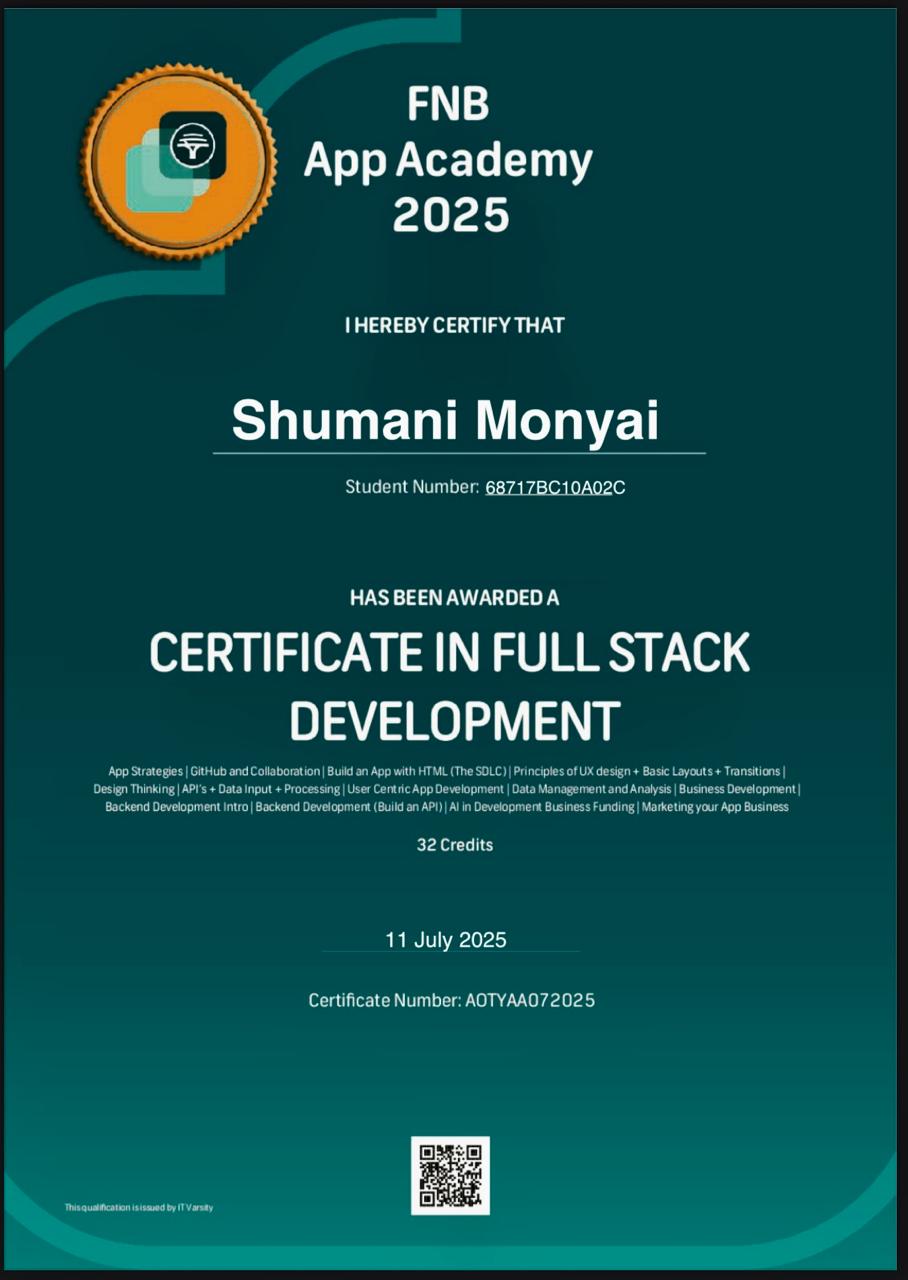 FNB
App Academy
2025
I HEREBY CERTIFY THAT
Shumani Monyai
Student Number: 68717BC10A02C
HAS BEEN AWARDED A
CERTIFICATE IN FULL STACK
DEVELOPMENT
App Strategies | GitHub and Collaboration | Build an App with HTML (The SDLC) | Principles of UX design + Basic Layouts + Transitions |
Design Thinking | API's + Data Input + Processing | User Centric App Development | Data Management and Analysis | Business Development |
Backend Development Intro | Backend Development (Build an API) | AI in Development Business Funding | Marketing your App Business
32 Credits
11 July 2025
Certificate Number: AOTYAA072025
This qualification is issued by IT Varsity